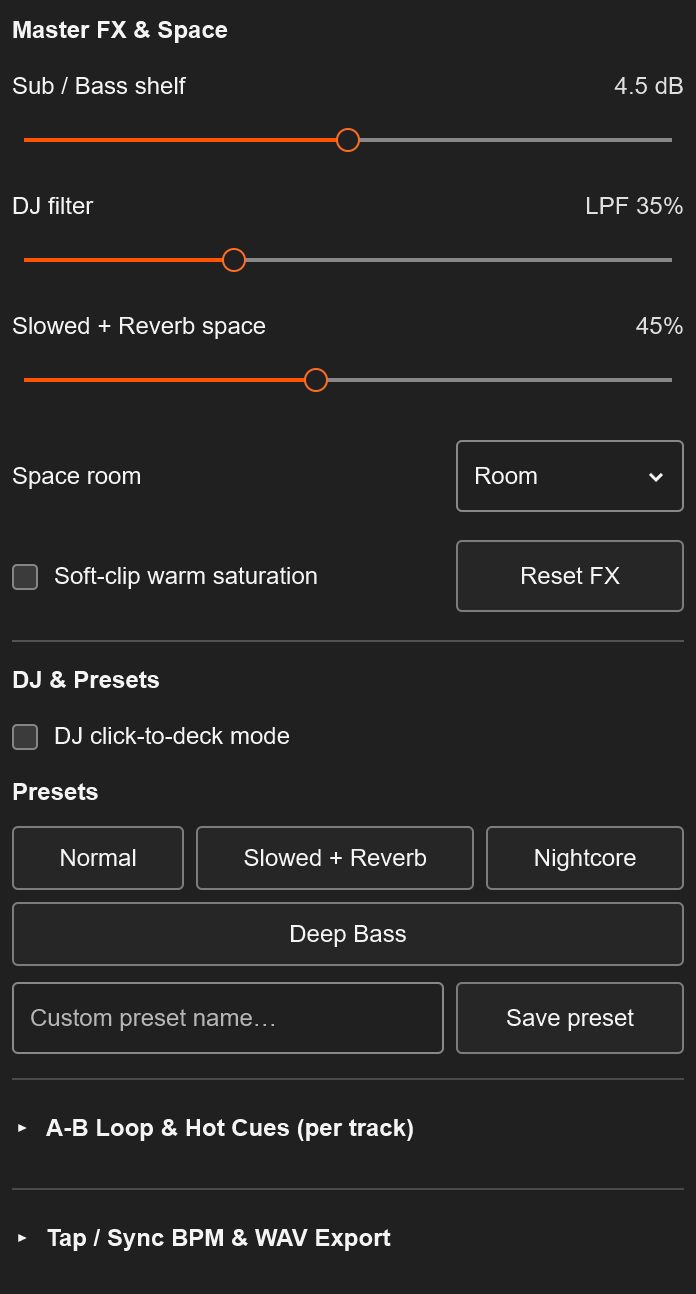 Master FX & Space
Sub / Bass shelf 4.5 dB
DJ filter LPF 35%
Slowed + Reverb space 45%
Space room Room
Soft-clip warm saturation Reset FX
DJ & Presets
DJ click-to-deck mode
Presets
Normal Slowed + Reverb Nightcore
Deep Bass
Custom preset name… Save preset
A-B Loop & Hot Cues (per track)
Tap / Sync BPM & WAV Export